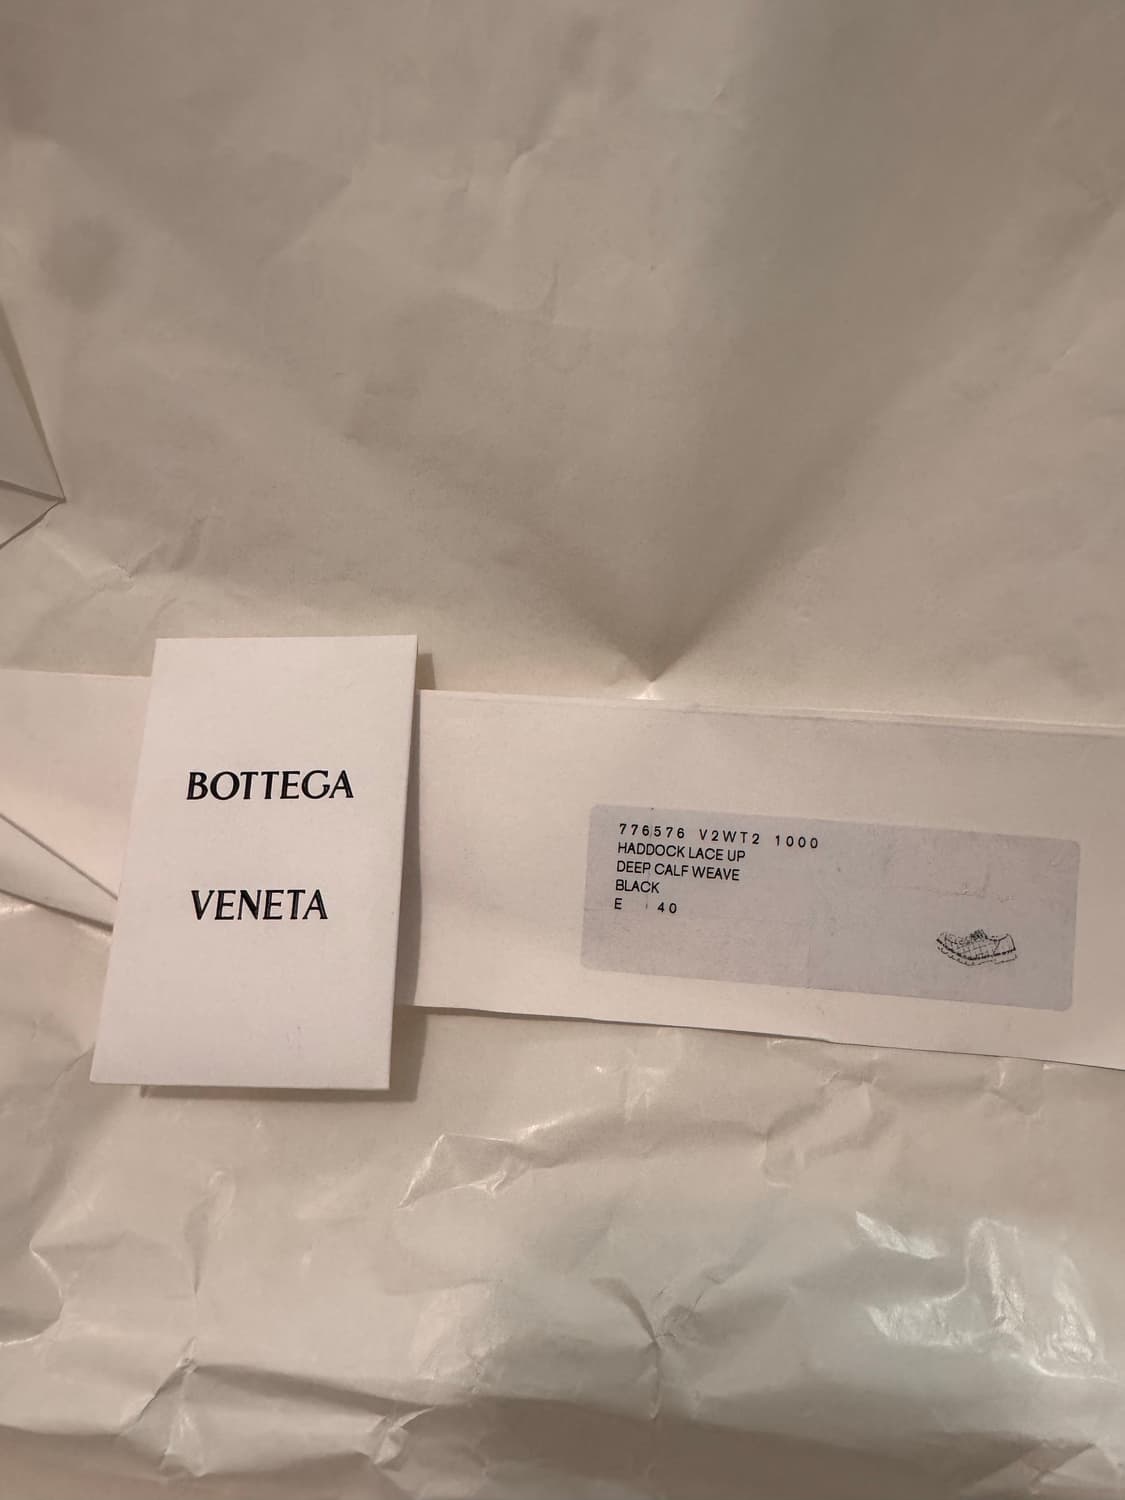 BOTTEGA
VENETA
776576 V2WT2 1000
HADDOCK LACE UP
DEEP CALF WEAVE
BLACK
E 40